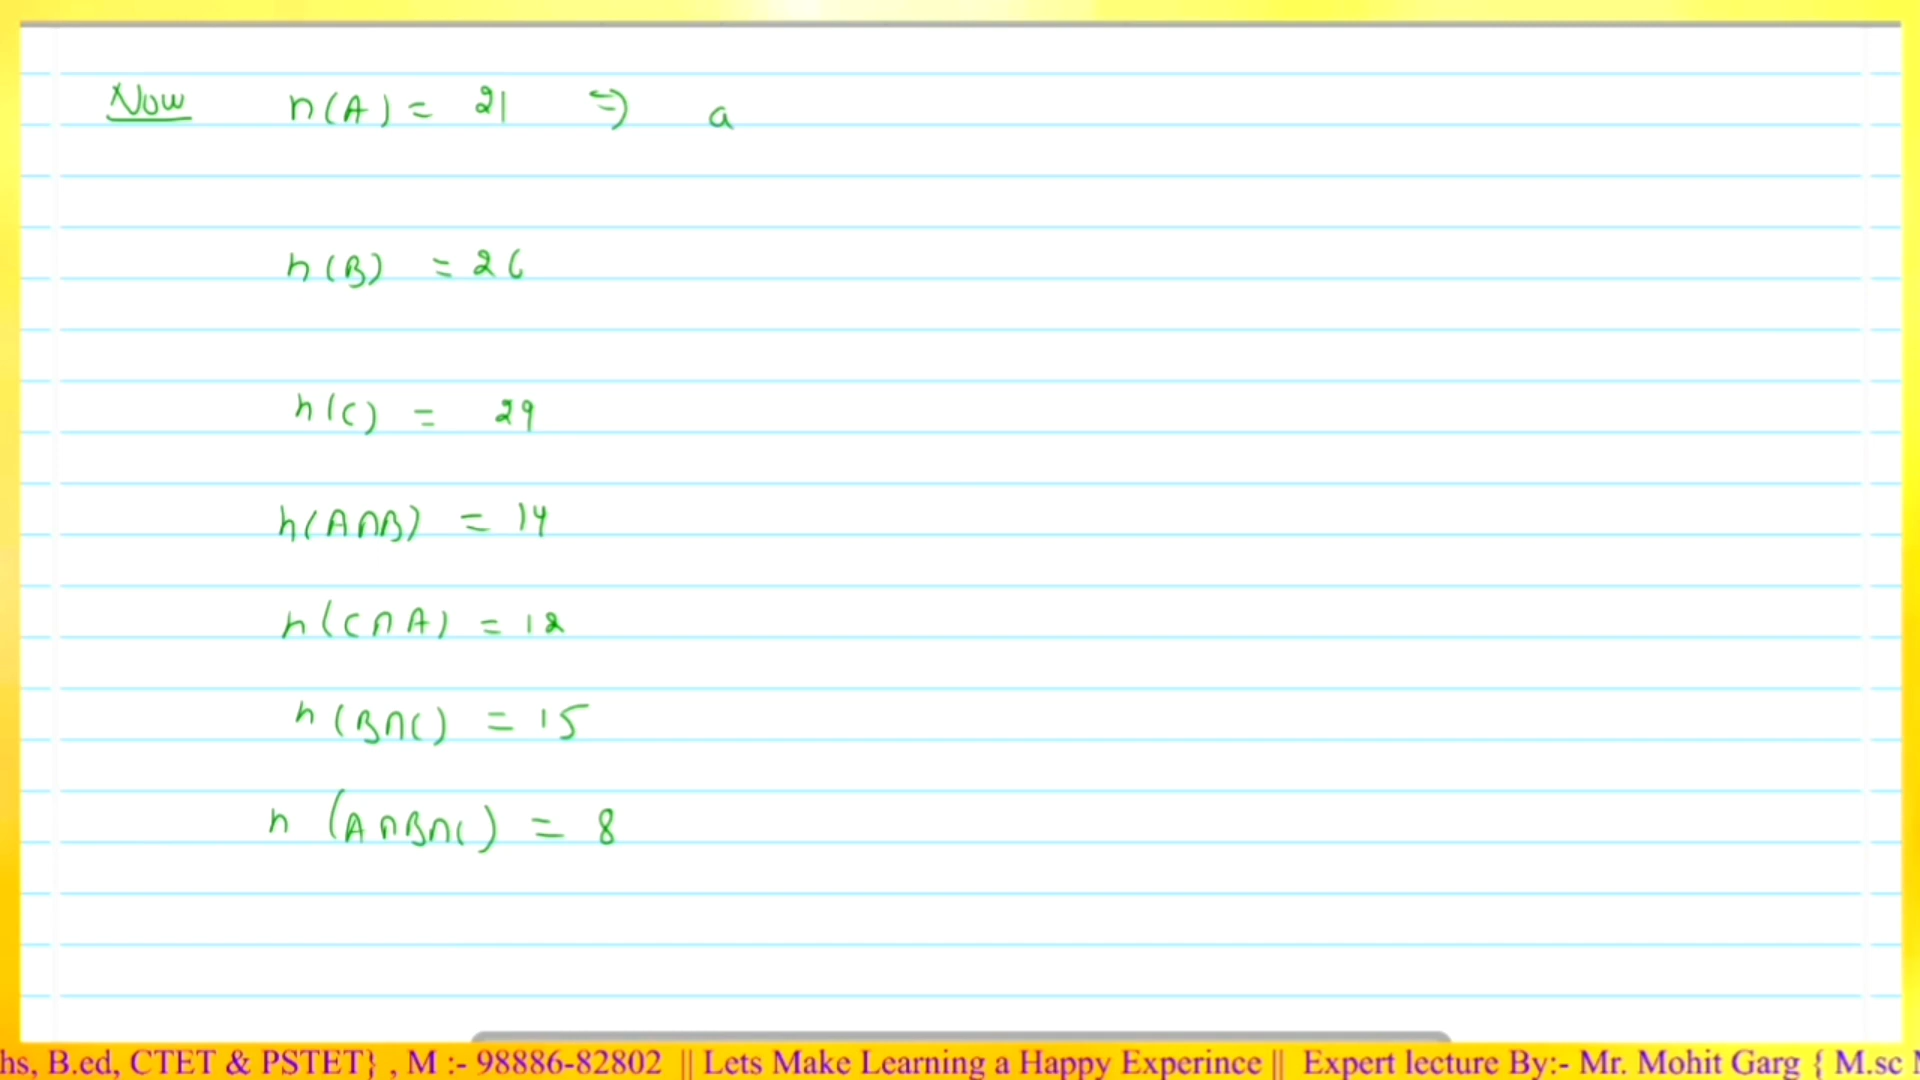 Now n(A) = 21 => a
n(B) = 26
n(C) = 29
n(A∩B) = 14
n(C∩A) = 12
n(B∩C) = 15
n(A∩B∩C) = 8
hs, B.ed, CTET & PSTET} , M :- 98886-82802 || Lets Make Learning a Happy Experince || Expert lecture By:- Mr. Mohit Garg { M.sc